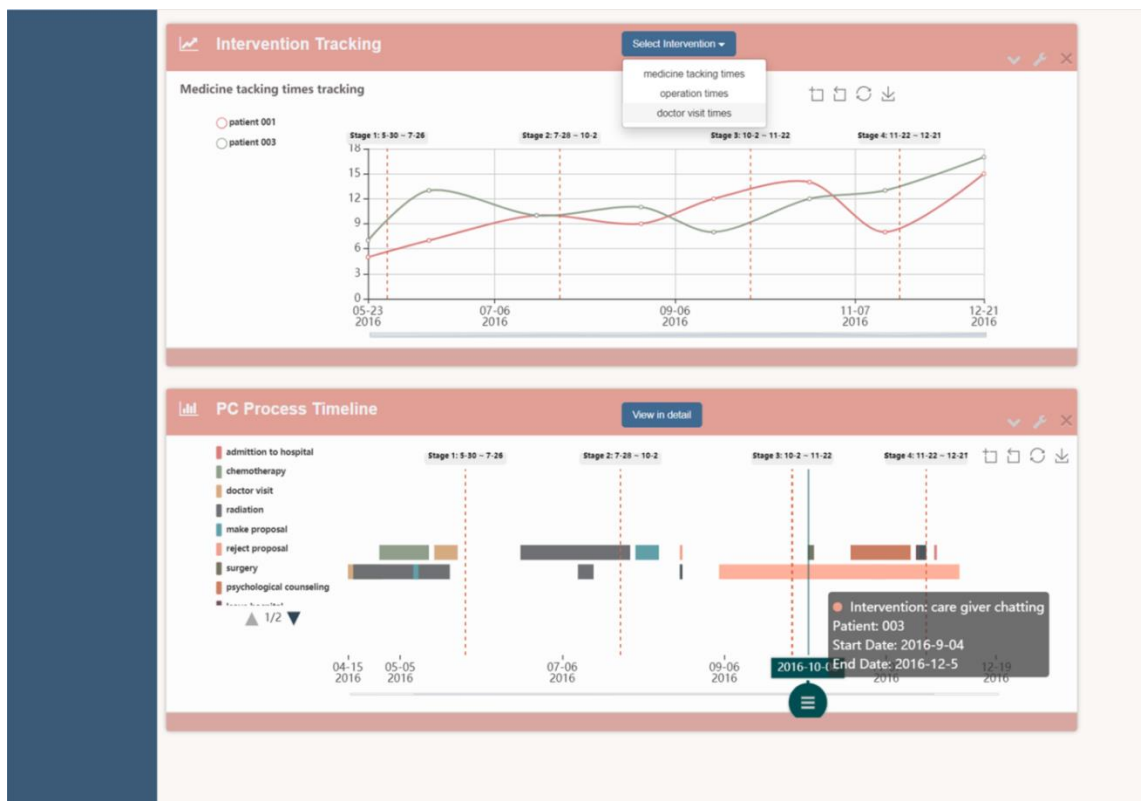 Intervention Tracking
Select Intervention
medicine tacking times
operation times
doctor visit times
Medicine tacking times tracking
patient 001
patient 003
Stage 1: 5-30 ~ 7-26
Stage 2: 7-28 ~ 10-2
Stage 3: 10-2 ~ 11-22
Stage 4: 11-22 ~ 12-21
18
15
12
9
6
3
0
05-23 2016
07-06 2016
09-06 2016
11-07 2016
12-21 2016
PC Process Timeline
View in detail
admittion to hospital
chemotherapy
doctor visit
radiation
make proposal
reject proposal
surgery
psychological counseling
1/2
Stage 1: 5-30 ~ 7-26
Stage 2: 7-28 ~ 10-2
Stage 3: 10-2 ~ 11-22
Stage 4: 11-22 ~ 12-21
Intervention: care giver chatting
Patient: 003
Start Date: 2016-9-04
End Date: 2016-12-5
04-15 2016
05-05 2016
07-06 2016
09-06 2016
2016-10-0
12-19 2016